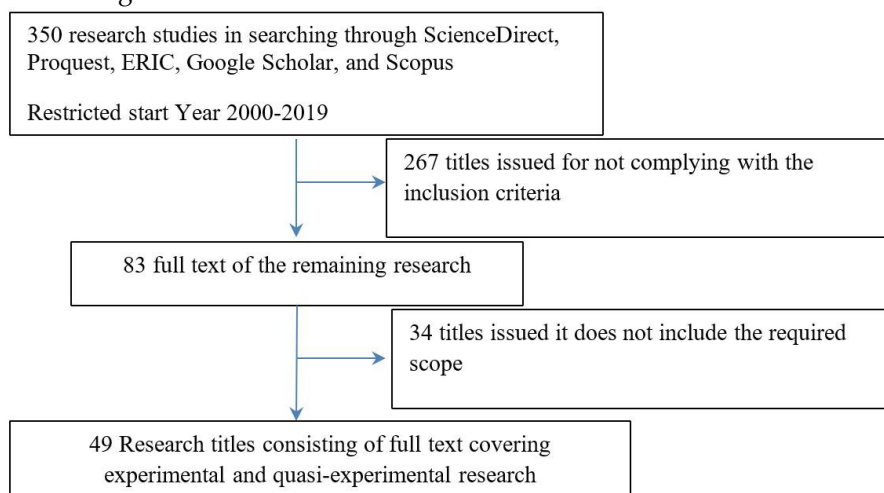 350 research studies in searching through ScienceDirect,
Proquest, ERIC, Google Scholar, and Scopus
Restricted start Year 2000-2019
267 titles issued for not complying with the
inclusion criteria
83 full text of the remaining research
34 titles issued it does not include the required
scope
49 Research titles consisting of full text covering
experimental and quasi-experimental research